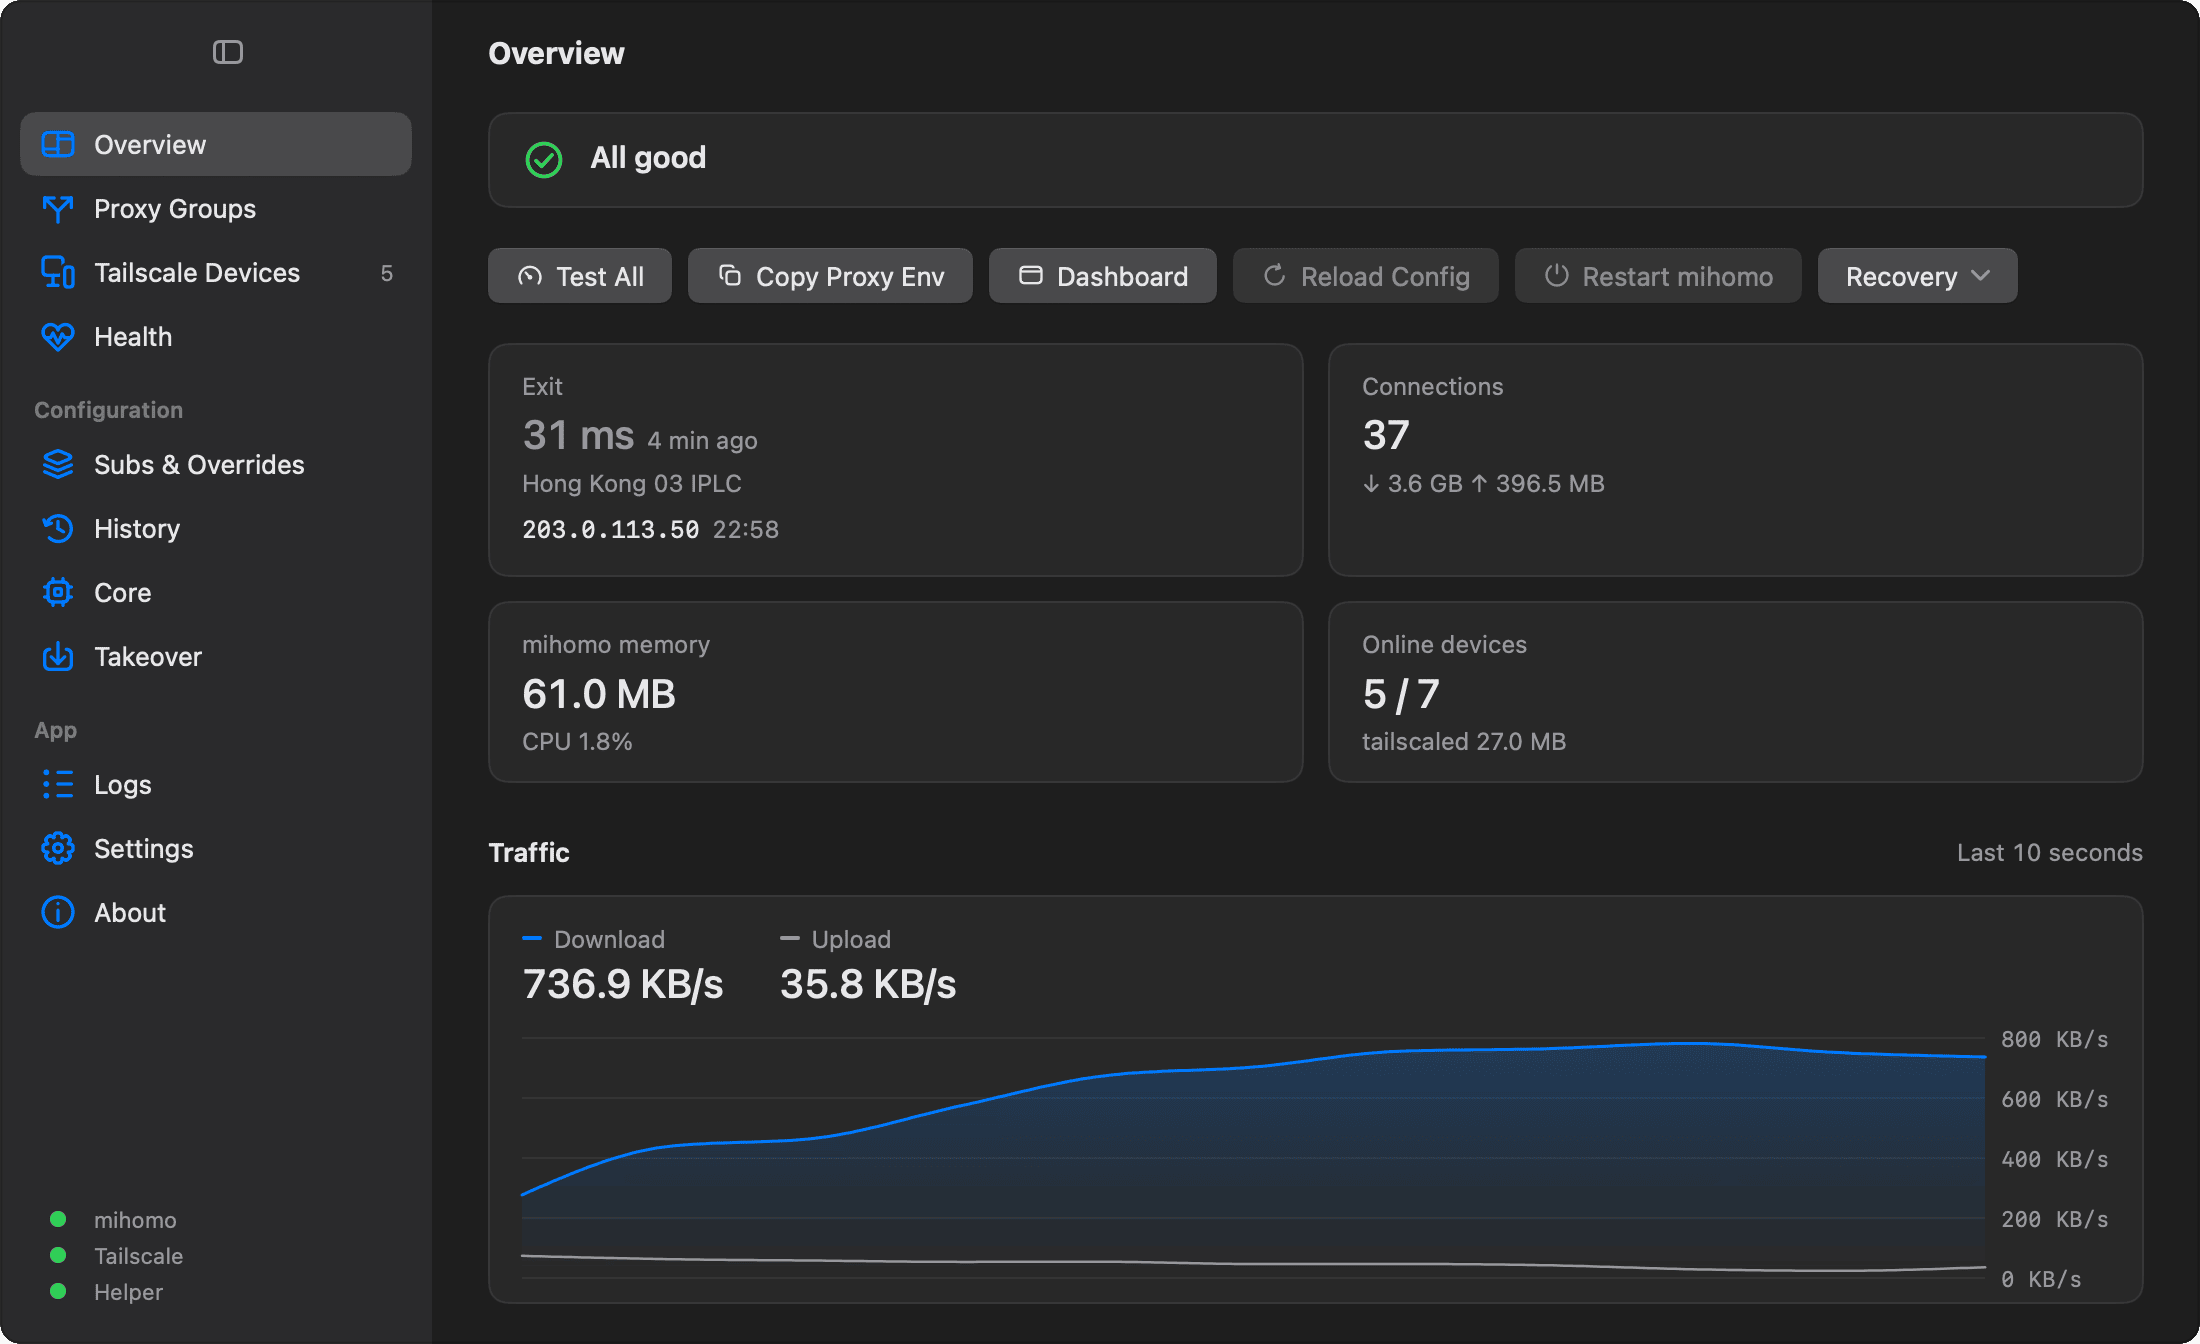 Overview
Proxy Groups
Tailscale Devices 5
Health
Configuration
Subs & Overrides
History
Core
Takeover
App
Logs
Settings
About
mihomo
Tailscale
Helper
Overview
All good
Test All
Copy Proxy Env
Dashboard
Reload Config
Restart mihomo
Recovery
Exit
31 ms 4 min ago
Hong Kong 03 IPLC
203.0.113.50 22:58
Connections
37
↓ 3.6 GB ↑ 396.5 MB
mihomo memory
61.0 MB
CPU 1.8%
Online devices
5 / 7
tailscaled 27.0 MB
Traffic
Last 10 seconds
Download
736.9 KB/s
Upload
35.8 KB/s
800 KB/s
600 KB/s
400 KB/s
200 KB/s
0 KB/s